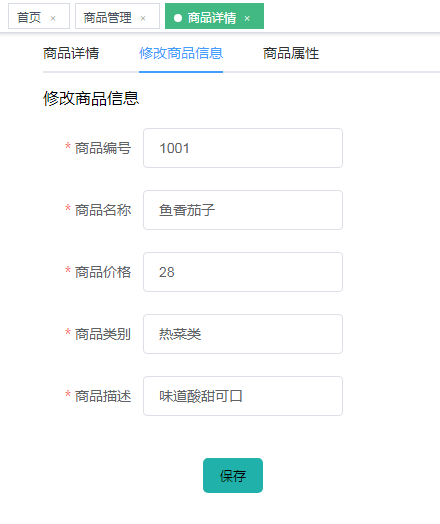 首页 × 商品管理 × 商品详情 ×
商品详情 修改商品信息 商品属性
修改商品信息
* 商品编号 1001
* 商品名称 鱼香茄子
* 商品价格 28
* 商品类别 热菜类
* 商品描述 味道酸甜可口
保存